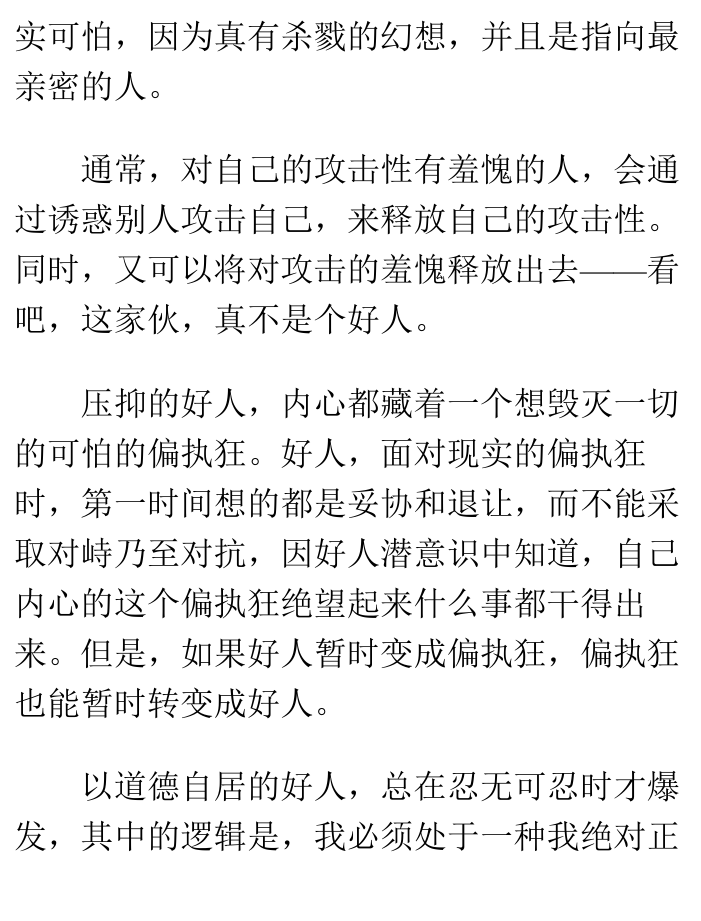 实可怕，因为真有杀戮的幻想，并且是指向最
亲密的人。
通常，对自己的攻击性有羞愧的人，会通
过诱惑别人攻击自己，来释放自己的攻击性。
同时，又可以将对攻击的羞愧释放出去——看
吧，这家伙，真不是个好人。
压抑的好人，内心都藏着一个想毁灭一切
的可怕的偏执狂。好人，面对现实的偏执狂
时，第一时间想的都是妥协和退让，而不能采
取对峙乃至对抗，因好人潜意识中知道，自己
内心的这个偏执狂绝望起来什么事都干得出
来。但是，如果好人暂时变成偏执狂，偏执狂
也能暂时转变成好人。
以道德自居的好人，总在忍无可忍时才爆
发，其中的逻辑是，我必须处于一种我绝对正